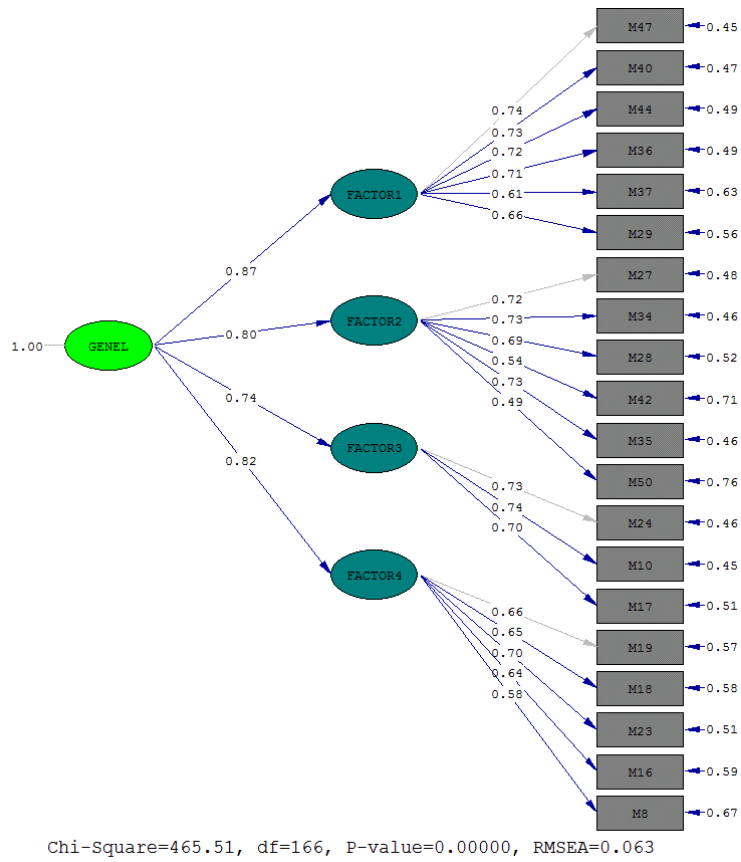 M47
0.45
M40
0.47
M44
0.49
M36
0.49
M37
0.63
M29
0.56
M27
0.48
M34
0.46
M28
0.52
M42
0.71
M35
0.46
M50
0.76
M24
0.46
M10
0.45
M17
0.51
M19
0.57
M18
0.58
M23
0.51
M16
0.59
M8
0.67
0.74
0.73
0.72
0.71
0.61
0.66
FACTOR1
0.72
0.73
0.69
0.54
0.73
0.49
FACTOR2
0.73
0.74
0.70
FACTOR3
0.66
0.65
0.70
0.64
0.58
FACTOR4
0.87
0.80
0.74
0.82
1.00
GENEL
Chi-Square=465.51, df=166, P-value=0.00000, RMSEA=0.063